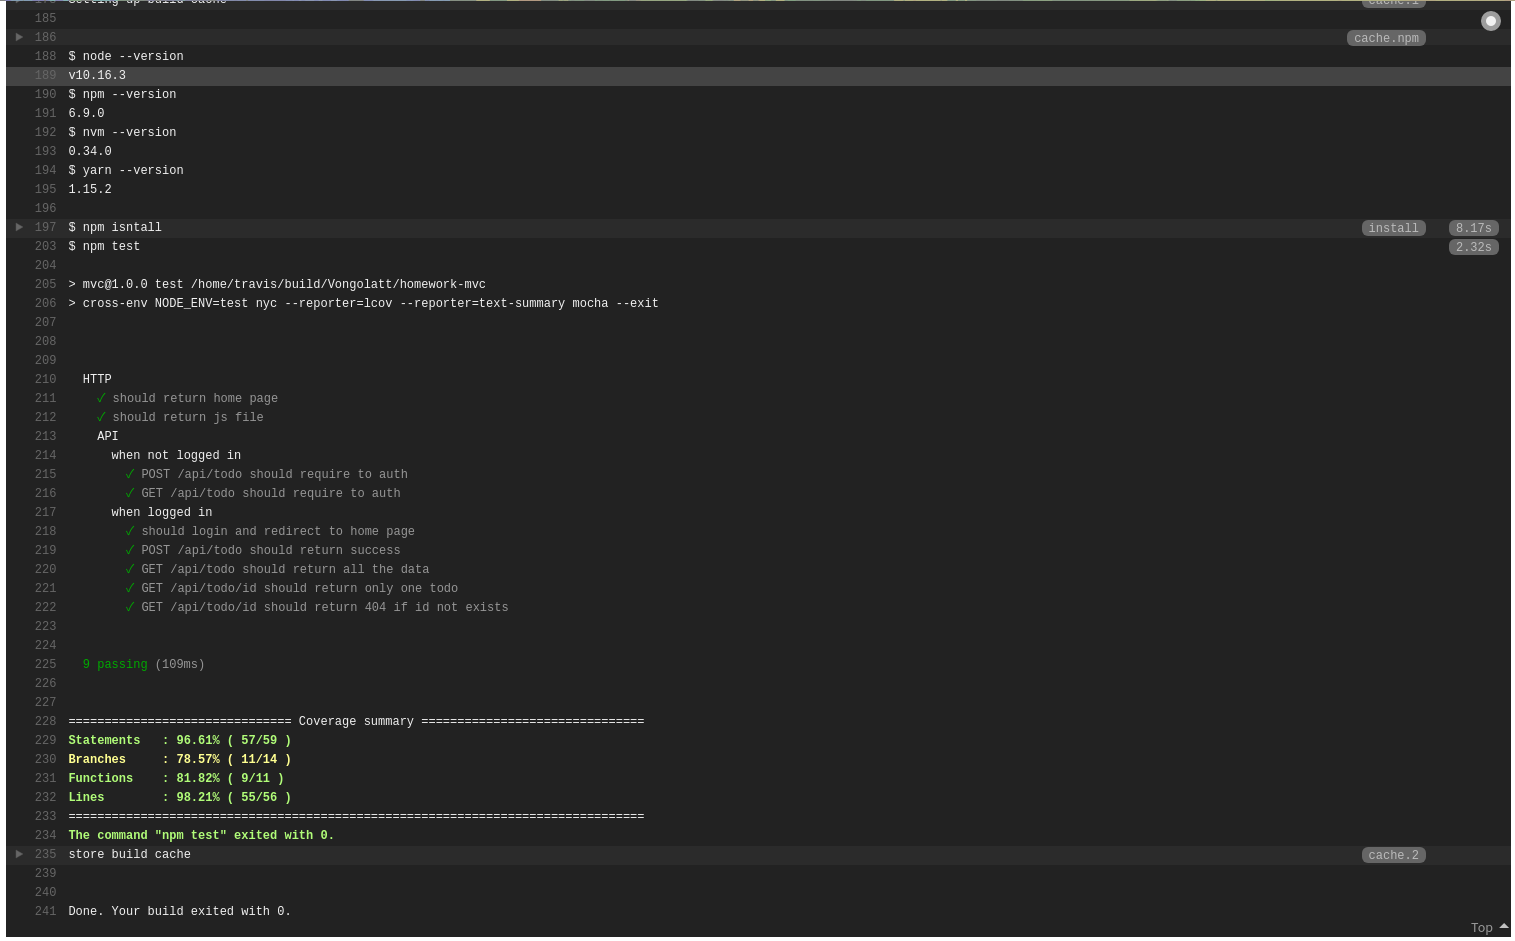 Setting up build cache cache.1
185
186 cache.npm
188 $ node --version
189 v10.16.3
190 $ npm --version
191 6.9.0
192 $ nvm --version
193 0.34.0
194 $ yarn --version
195 1.15.2
196
197 $ npm isntall install 8.17s
203 $ npm test 2.32s
204
205 > mvc@1.0.0 test /home/travis/build/Vongolatt/homework-mvc
206 > cross-env NODE_ENV=test nyc --reporter=lcov --reporter=text-summary mocha --exit
207
208
209
210 HTTP
211 ✓ should return home page
212 ✓ should return js file
213 API
214 when not logged in
215 ✓ POST /api/todo should require to auth
216 ✓ GET /api/todo should require to auth
217 when logged in
218 ✓ should login and redirect to home page
219 ✓ POST /api/todo should return success
220 ✓ GET /api/todo should return all the data
221 ✓ GET /api/todo/id should return only one todo
222 ✓ GET /api/todo/id should return 404 if id not exists
223
224
225 9 passing (109ms)
226
227
228 =============================== Coverage summary ===============================
229 Statements : 96.61% ( 57/59 )
230 Branches : 78.57% ( 11/14 )
231 Functions : 81.82% ( 9/11 )
232 Lines : 98.21% ( 55/56 )
233 ================================================================================
234 The command "npm test" exited with 0.
235 store build cache cache.2
239
240
241 Done. Your build exited with 0.
Top